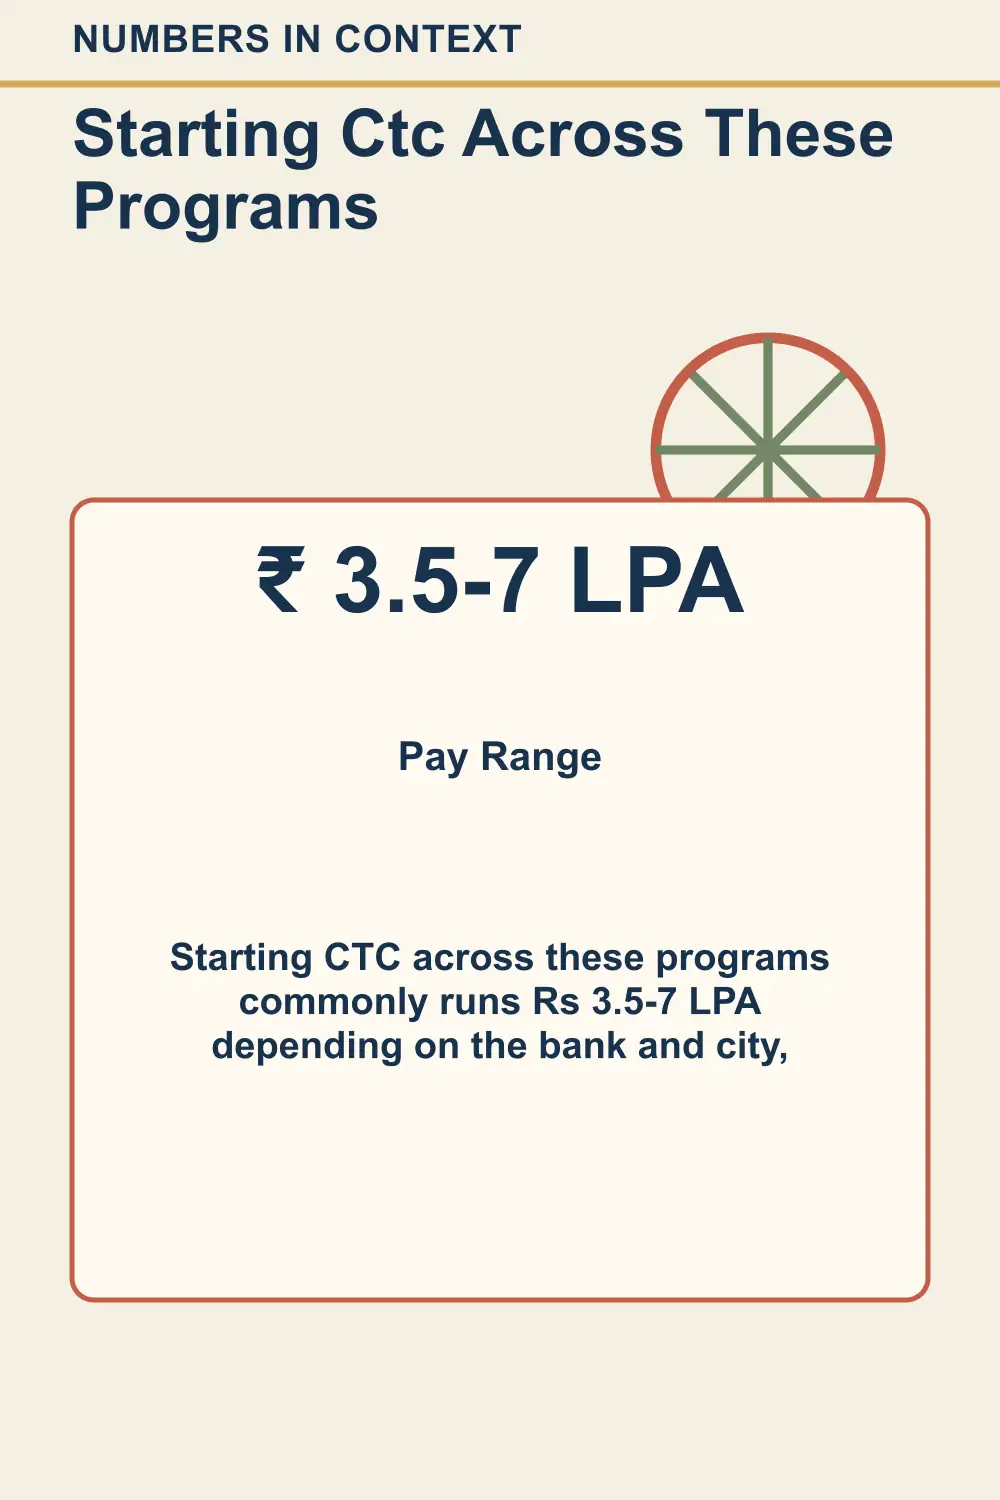 NUMBERS IN CONTEXT
Starting Ctc Across These
Programs
₹ 3.5-7 LPA
Pay Range
Starting CTC across these programs
commonly runs Rs 3.5-7 LPA
depending on the bank and city,